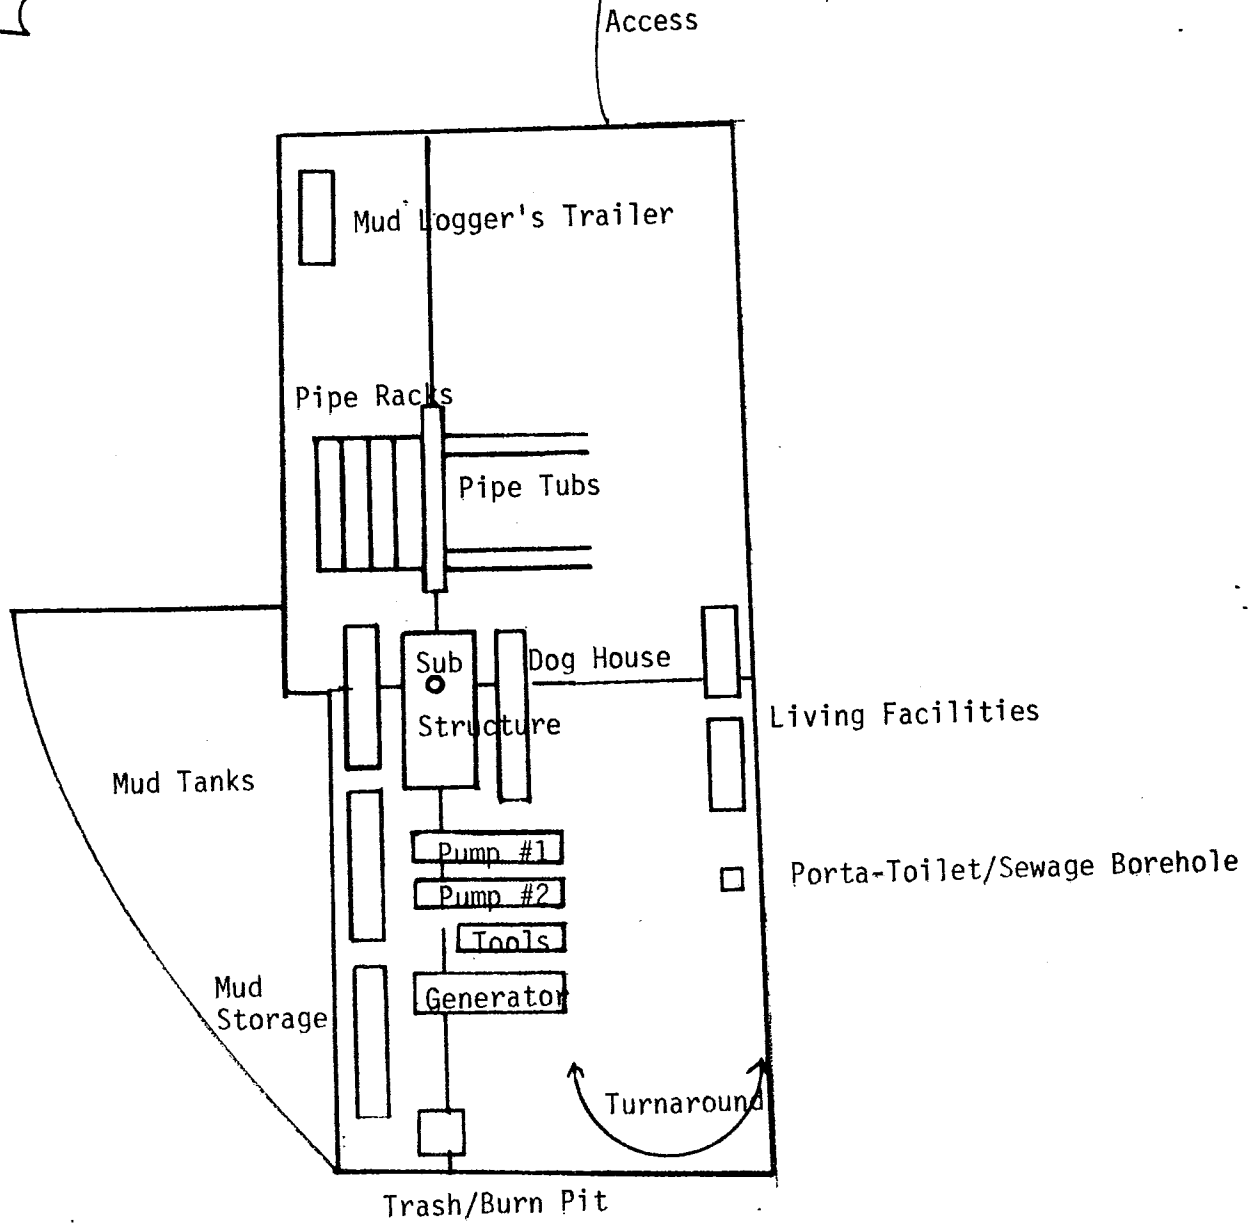 Access
Mud Logger's Trailer
Pipe Racks
Pipe Tubs
Sub
Structure
Dog House
Living Facilities
Mud Tanks
Pump #1
Pump #2
Porta-Toilet/Sewage Borehole
Tools
Mud
Storage
Generator
Turnaround
Trash/Burn Pit